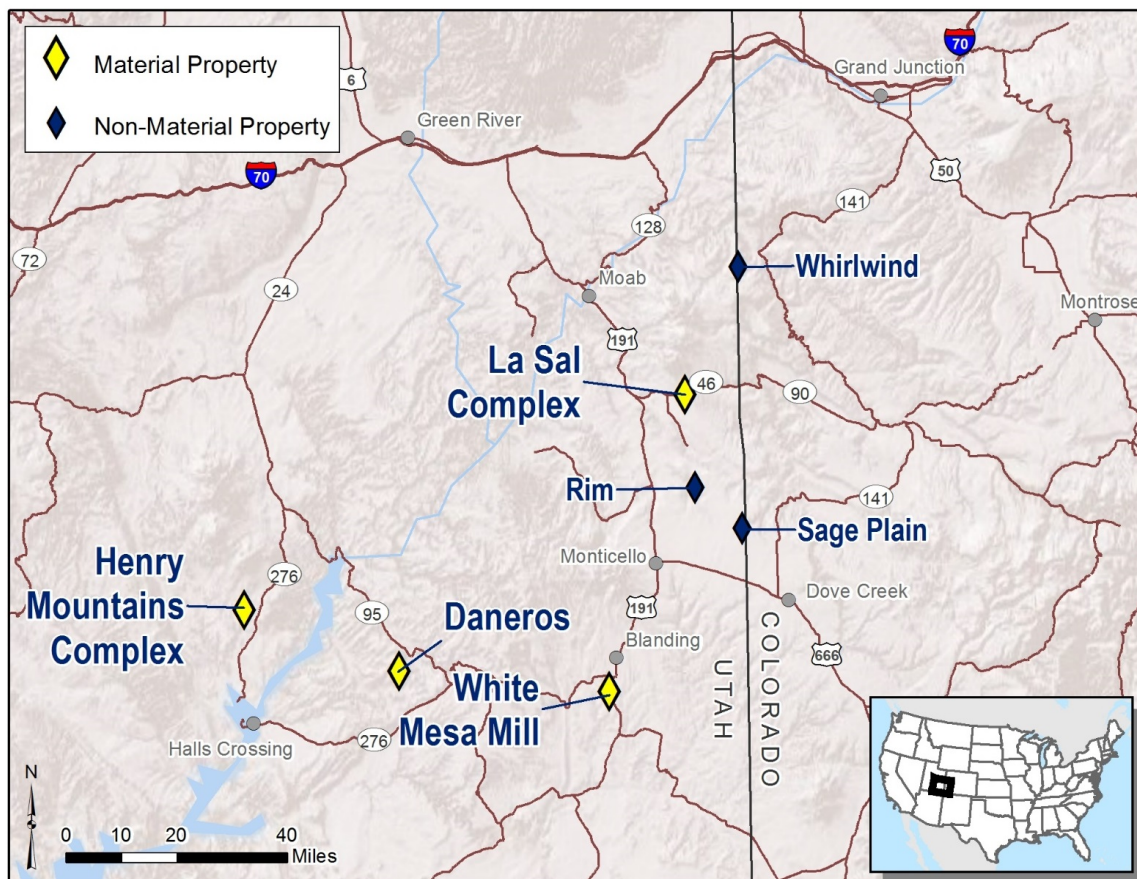 Material Property
Non-Material Property
70
6
Grand Junction
Green River
70
50
141
128
72
Whirlwind
24
Moab
Montrose
191
La Sal
Complex
46
90
Rim
141
Sage Plain
Monticello
Henry
Mountains
Complex
276
Dove Creek
95
191
Daneros
Blanding
666
UTAH
COLORADO
White
Mesa Mill
Halls Crossing
276
N
0 10 20 40
Miles